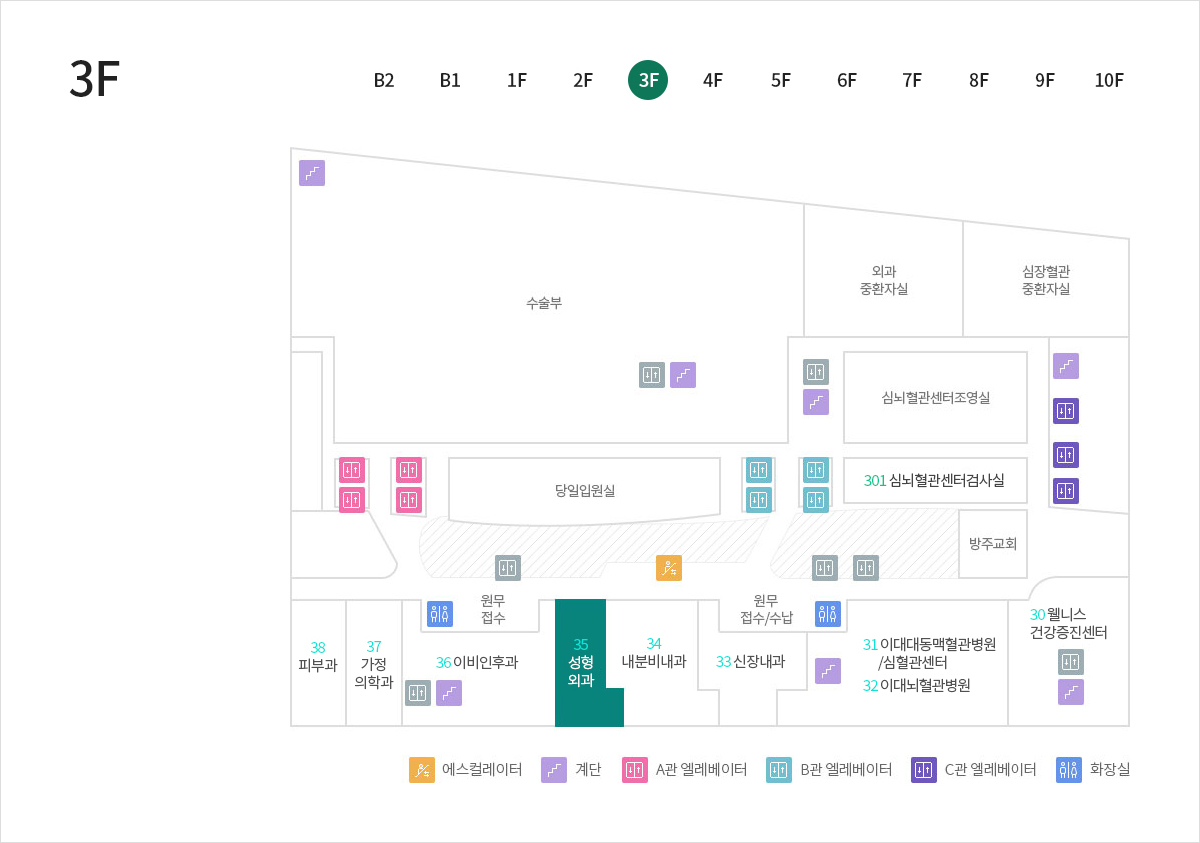 3F
B2 B1 1F 2F 3F 4F 5F 6F 7F 8F 9F 10F
수술부
외과
중환자실
심장혈관
중환자실
심뇌혈관센터조영실
당일입원실
301 심뇌혈관센터검사실
방주교회
원무
접수
원무
접수/수납
38
피부과
37
가정
의학과
36 이비인후과
35
성형
외과
34
내분비내과
33 신장내과
31 이대대동맥혈관병원
/심혈관센터
32 이대뇌혈관병원
30 웰니스
건강증진센터
에스컬레이터 계단 A관 엘레베이터 B관 엘레베이터 C관 엘레베이터 화장실